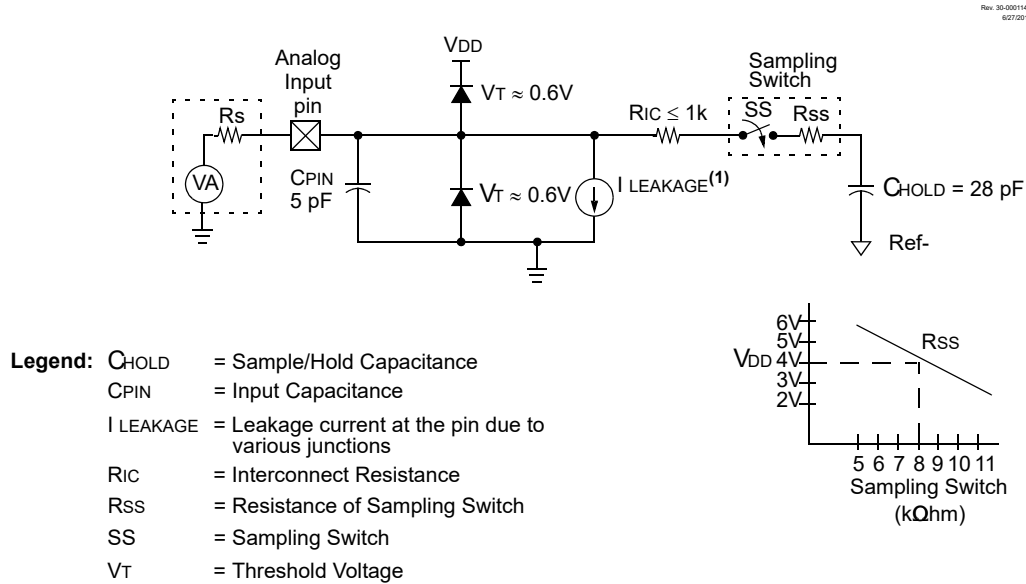 Rev. 30-000114
6/27/201
VDD
Analog
Input
pin
Sampling
Switch
VT ≈ 0.6V
Rs
RIC ≤ 1k
SS
Rss
VA
CPIN
5 pF
VT ≈ 0.6V
I LEAKAGE(1)
CHOLD = 28 pF
Ref-
6V
5V
VDD 4V
3V
2V
Rss
5 6 7 8 9 10 11
Sampling Switch
(kΩhm)
Legend: CHOLD = Sample/Hold Capacitance
CPIN = Input Capacitance
I LEAKAGE = Leakage current at the pin due to
various junctions
RIC = Interconnect Resistance
RSS = Resistance of Sampling Switch
SS = Sampling Switch
VT = Threshold Voltage